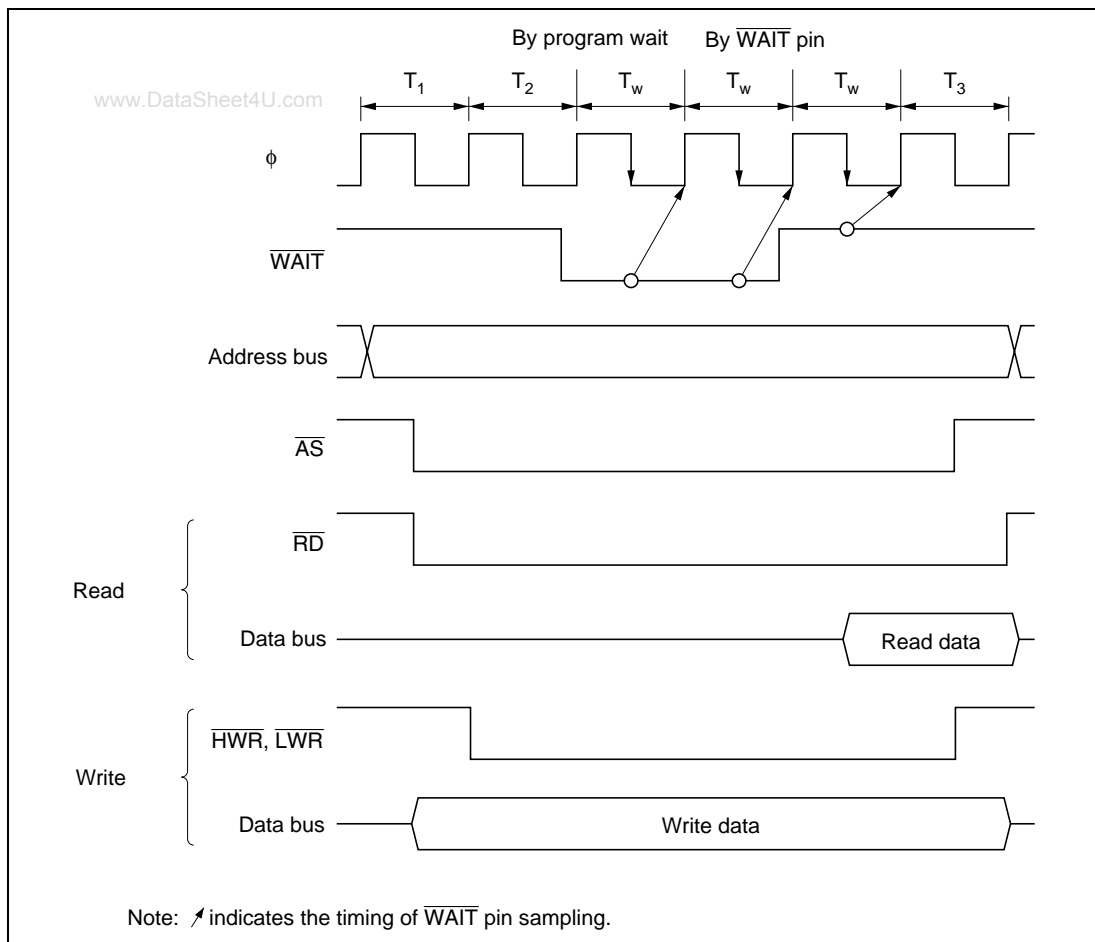 By program wait By WAIT pin
www.DataSheet4U.com
T1 T2 Tw Tw Tw T3
ϕ
WAIT
Address bus
AS
RD
Read
Data bus Read data
HWR, LWR
Write
Data bus Write data
Note: indicates the timing of WAIT pin sampling.